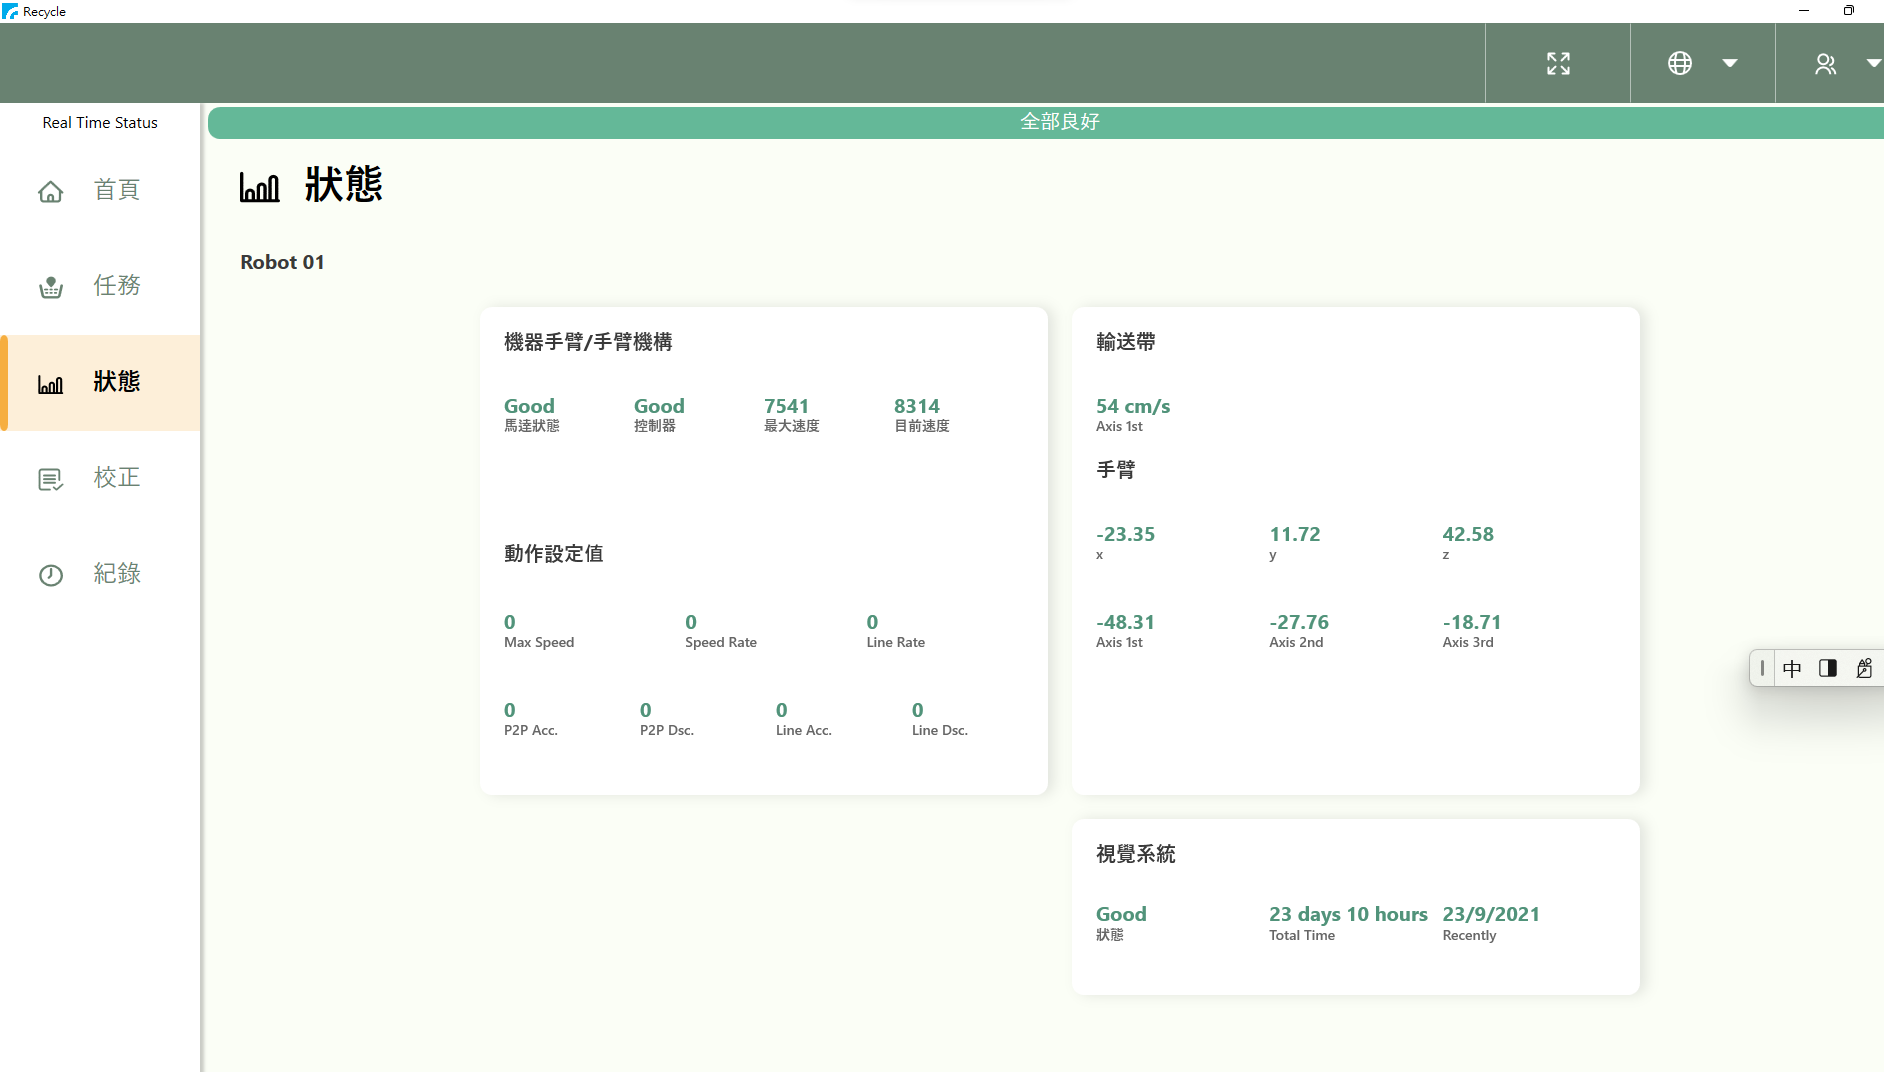 Recycle
Real Time Status
全部良好
首頁
任務
狀態
校正
紀錄
狀態
Robot 01
機器手臂/手臂機構
Good
馬達狀態
Good
控制器
7541
最大速度
8314
目前速度
動作設定值
0
Max Speed
0
Speed Rate
0
Line Rate
0
P2P Acc.
0
P2P Dsc.
0
Line Acc.
0
Line Dsc.
輸送帶
54 cm/s
Axis 1st
手臂
-23.35
x
11.72
y
42.58
z
-48.31
Axis 1st
-27.76
Axis 2nd
-18.71
Axis 3rd
視覺系統
Good
狀態
23 days 10 hours
Total Time
23/9/2021
Recently
中